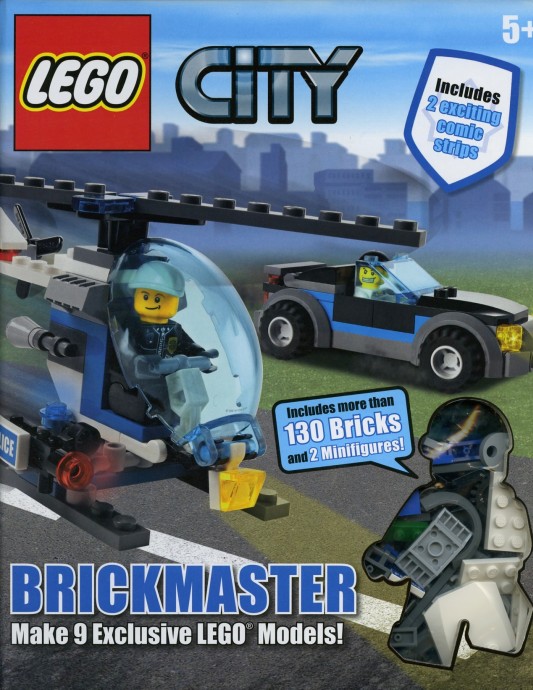 LEGO®
CITY
5+
Includes
2 exciting
comic
strips
Includes more than
130 Bricks
and 2 Minifigures!
LICE
BRICKMASTER
Make 9 Exclusive LEGO® Models!